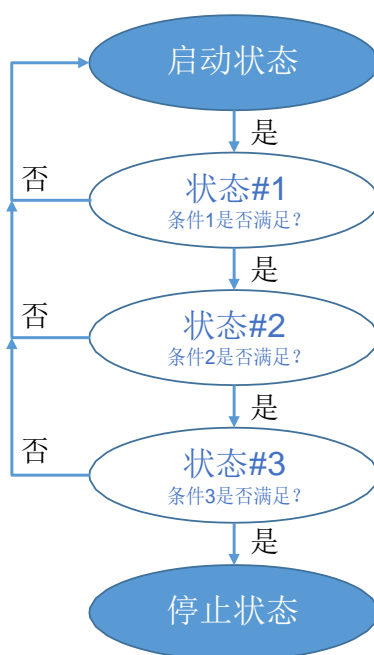 启动状态
是
否
状态#1
条件1是否满足?
是
否
状态#2
条件2是否满足?
是
否
状态#3
条件3是否满足?
是
停止状态